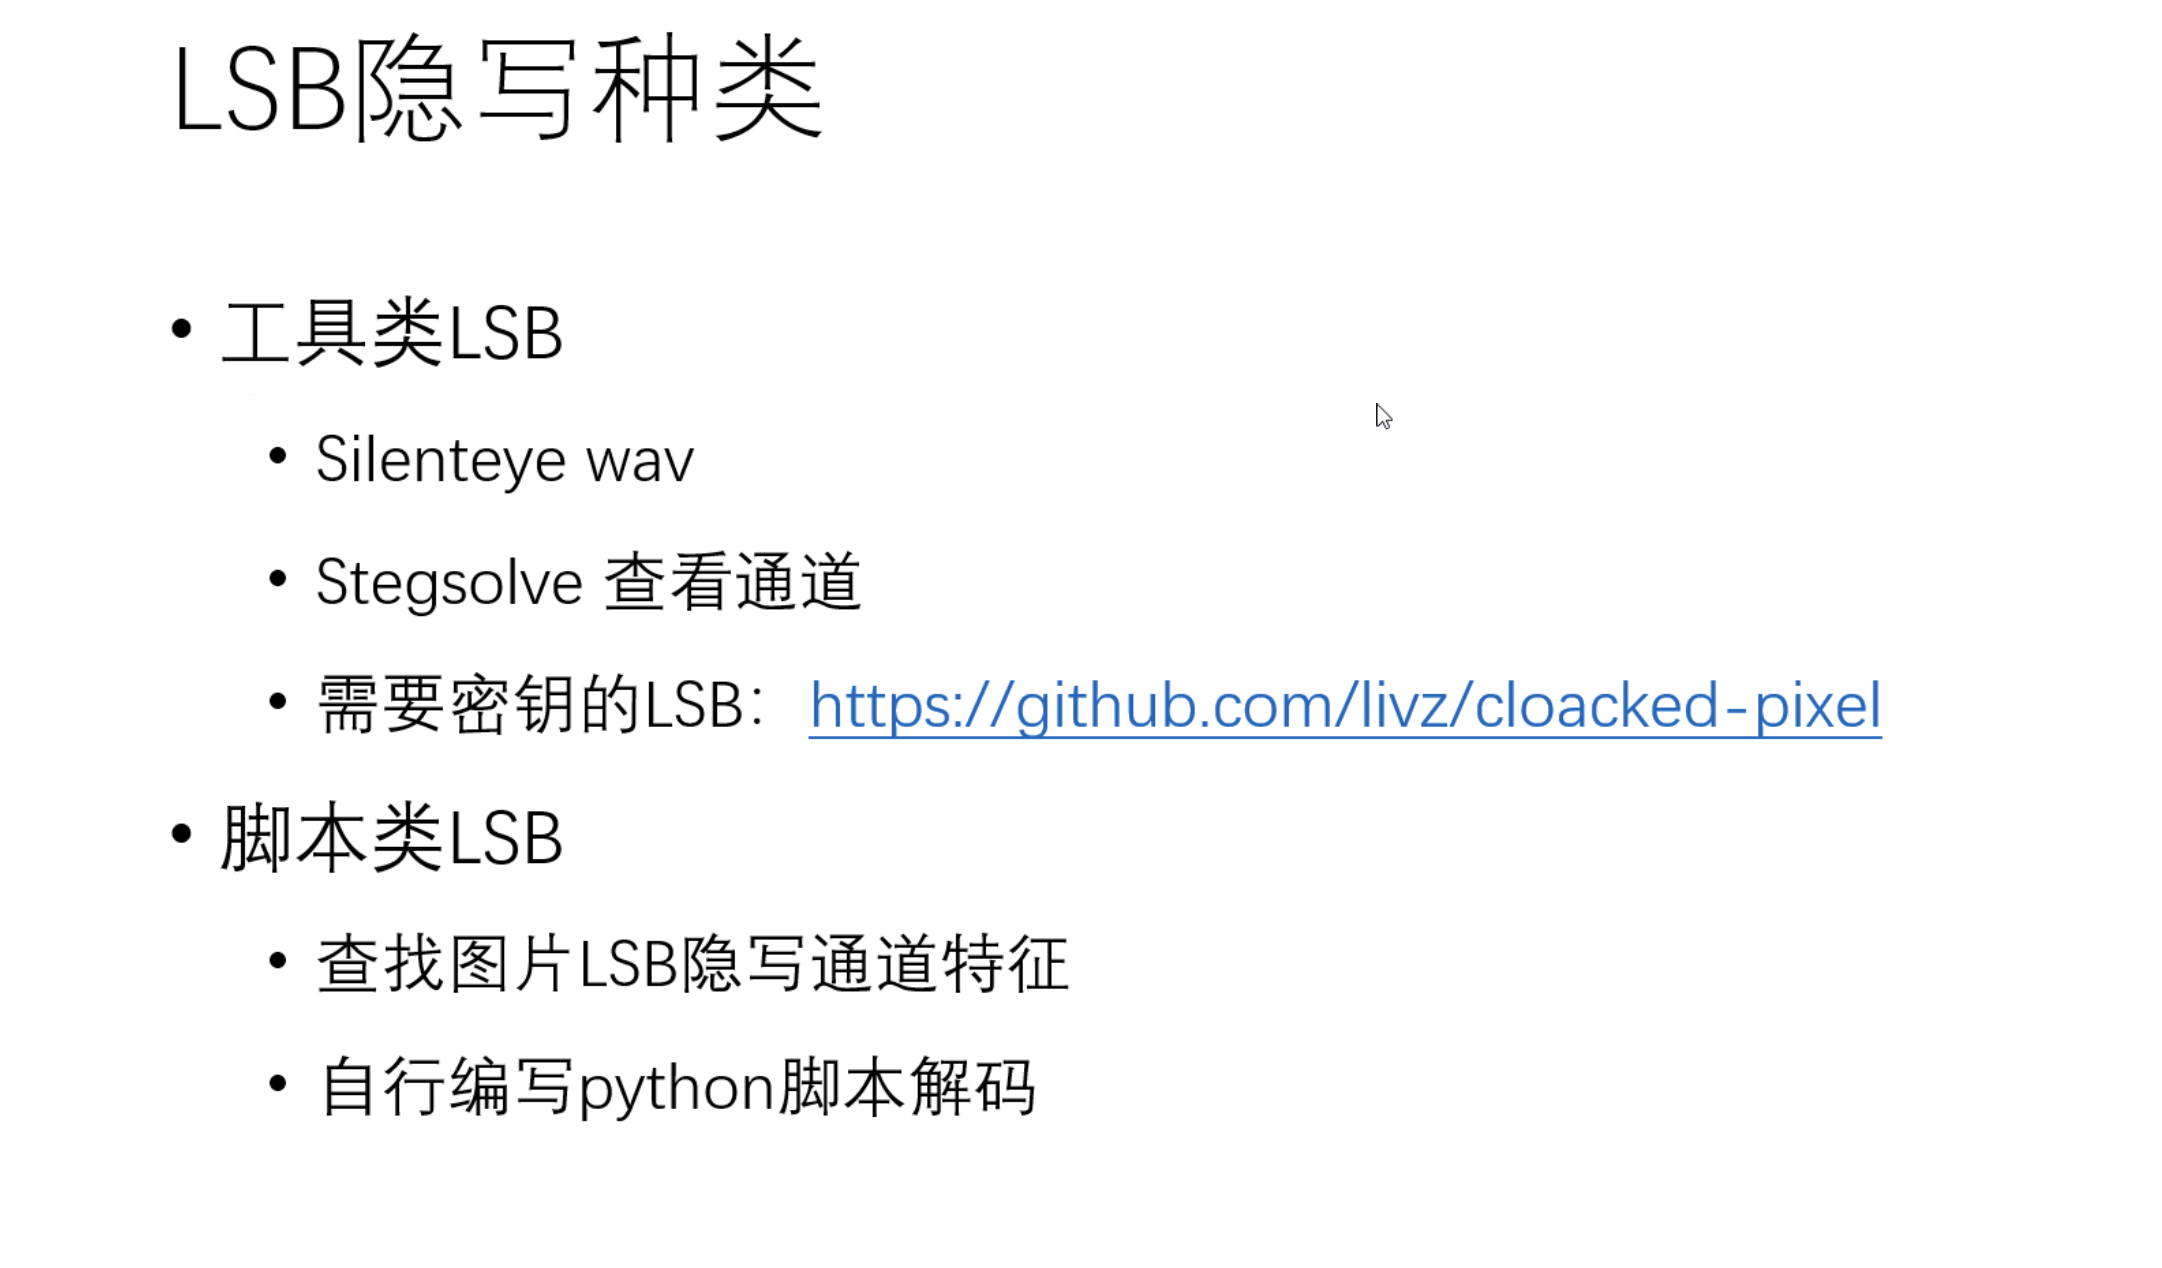 LSB隐写种类
• 工具类LSB
• Silenteye wav
• Stegsolve 查看通道
• 需要密钥的LSB： https://github.com/livz/cloacked-pixel
• 脚本类LSB
• 查找图片LSB隐写通道特征
• 自行编写python脚本解码